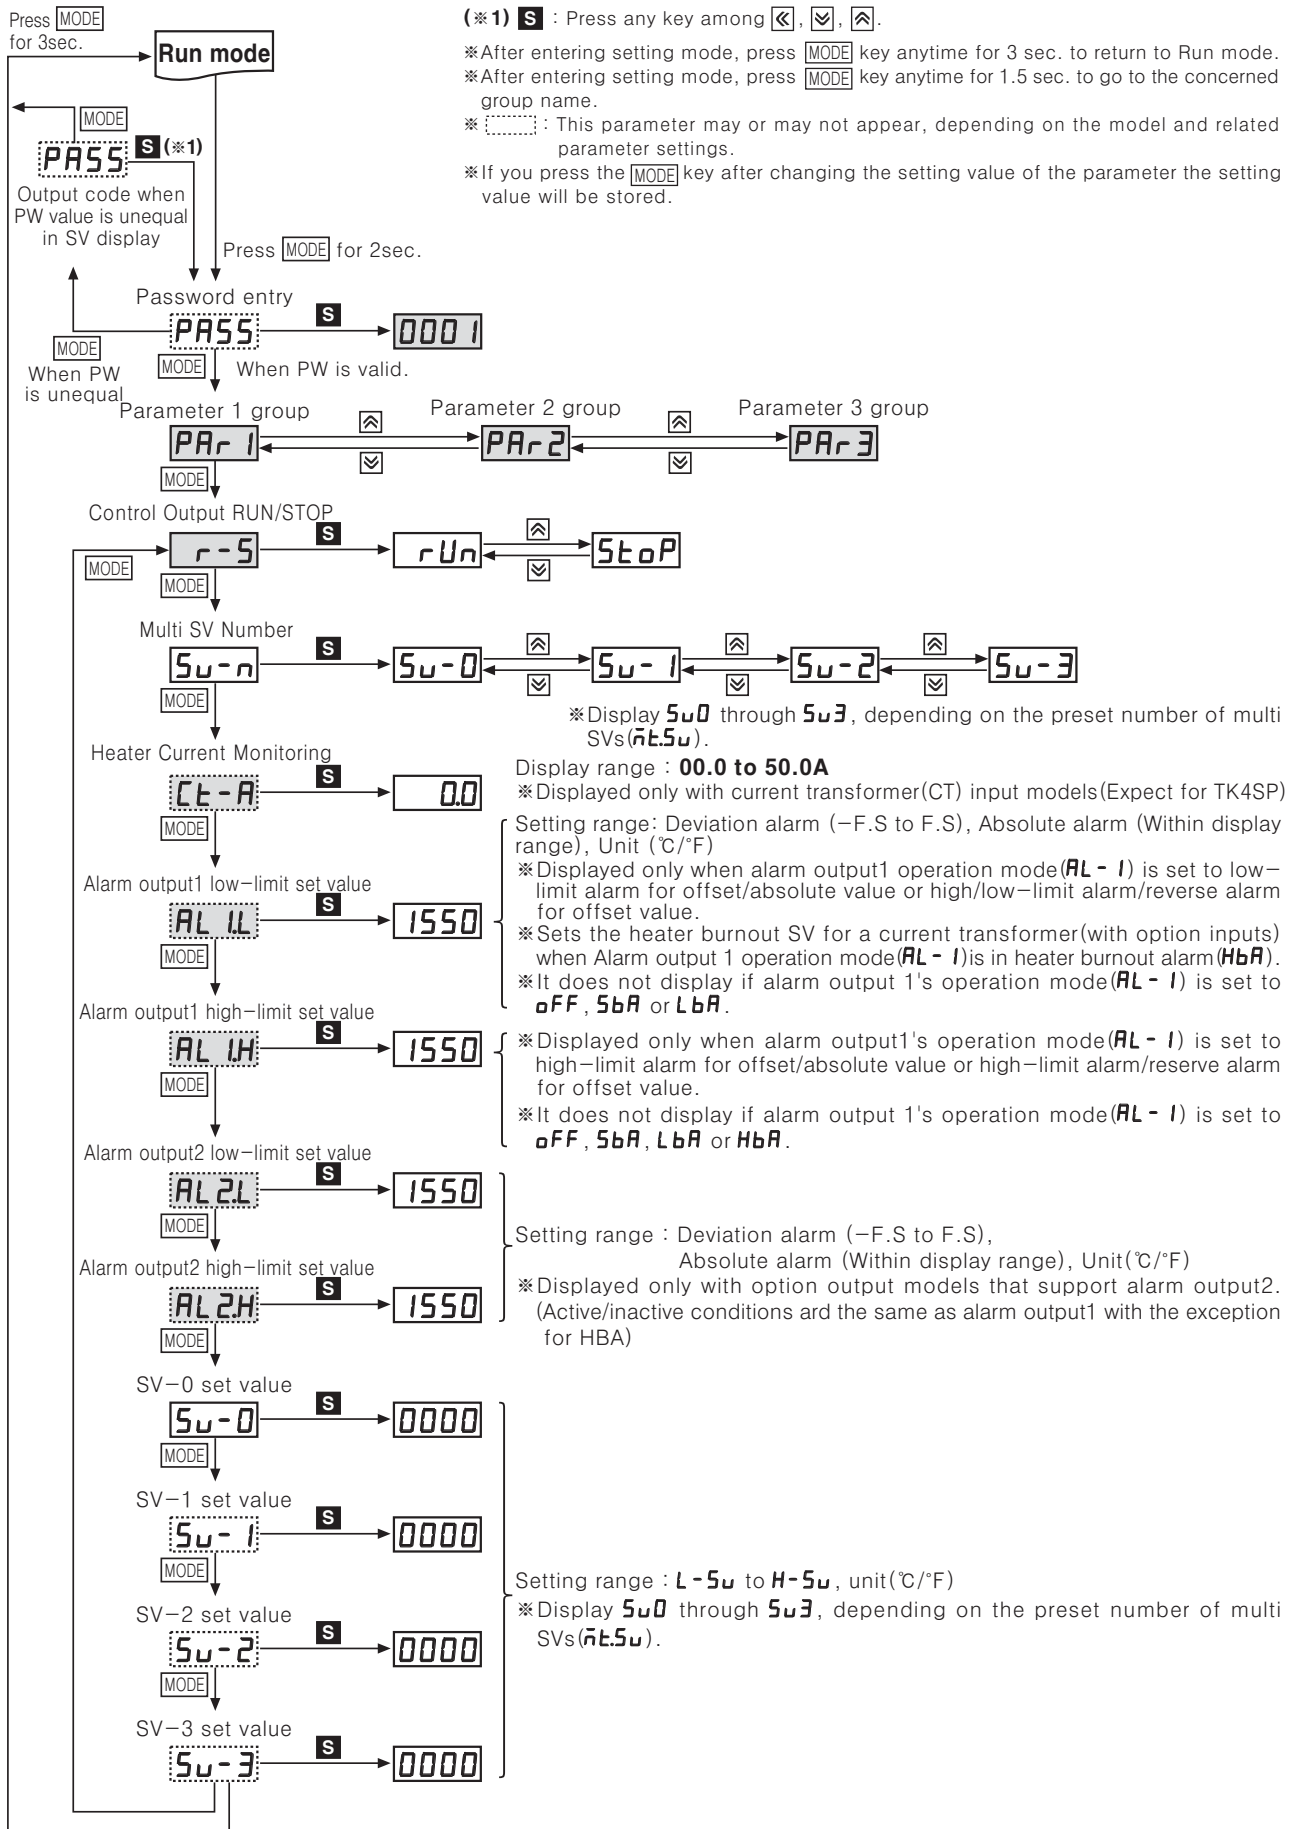 Press MODE
for 3sec.
Run mode
(※1) S : Press any key among «, ︾, ︽.
※After entering setting mode, press MODE key anytime for 3 sec. to return to Run mode.
※After entering setting mode, press MODE key anytime for 1.5 sec. to go to the concerned
group name.
※ : This parameter may or may not appear, depending on the model and related
parameter settings.
※If you press the MODE key after changing the setting value of the parameter the setting
value will be stored.
MODE
PASS S (※1)
Output code when
PW value is unequal
in SV display
Press MODE for 2sec.
Password entry
PASS S 0001
MODE
When PW
is unequal
MODE When PW is valid.
Parameter 1 group Parameter 2 group Parameter 3 group
PAr1 ︽ ︾ PAr2 ︽ ︾ PAr3
MODE
Control Output RUN/STOP
MODE r-S S rUn ︽ ︾ StoP
MODE
Multi SV Number
Su-n S Su-0 ︽ ︾ Su-1 ︽ ︾ Su-2 ︽ ︾ Su-3
MODE
※Display Su0 through Su3, depending on the preset number of multi
SVs(mt.Su).
Heater Current Monitoring
Ct-A S 0.0
MODE
Display range : 00.0 to 50.0A
※Displayed only with current transformer(CT) input models(Expect for TK4SP)
Alarm output1 low-limit set value
AL1.L S 1550
MODE
Setting range: Deviation alarm (-F.S to F.S), Absolute alarm (Within display
range), Unit (℃/°F)
※Displayed only when alarm output1 operation mode(AL-1) is set to low-
limit alarm for offset/absolute value or high/low-limit alarm/reverse alarm
for offset value.
※Sets the heater burnout SV for a current transformer(with option inputs)
when Alarm output 1 operation mode(AL-1)is in heater burnout alarm(HbA).
※It does not display if alarm output 1's operation mode(AL-1) is set to
oFF, SbA or LbA.
Alarm output1 high-limit set value
AL1.H S 1550
MODE
※Displayed only when alarm output1's operation mode(AL-1) is set to
high-limit alarm for offset/absolute value or high-limit alarm/reserve alarm
for offset value.
※It does not display if alarm output 1's operation mode(AL-1) is set to
oFF, SbA, LbA or HbA.
Alarm output2 low-limit set value
AL2.L S 1550
MODE
Alarm output2 high-limit set value
AL2.H S 1550
MODE
Setting range : Deviation alarm (-F.S to F.S),
Absolute alarm (Within display range), Unit(℃/°F)
※Displayed only with option output models that support alarm output2.
(Active/inactive conditions ard the same as alarm output1 with the exception
for HBA)
SV-0 set value
Su-0 S 0000
MODE
SV-1 set value
Su-1 S 0000
MODE
SV-2 set value
Su-2 S 0000
MODE
SV-3 set value
Su-3 S 0000
Setting range : L-Su to H-Su, unit(℃/°F)
※Display Su0 through Su3, depending on the preset number of multi
SVs(mt.Su).